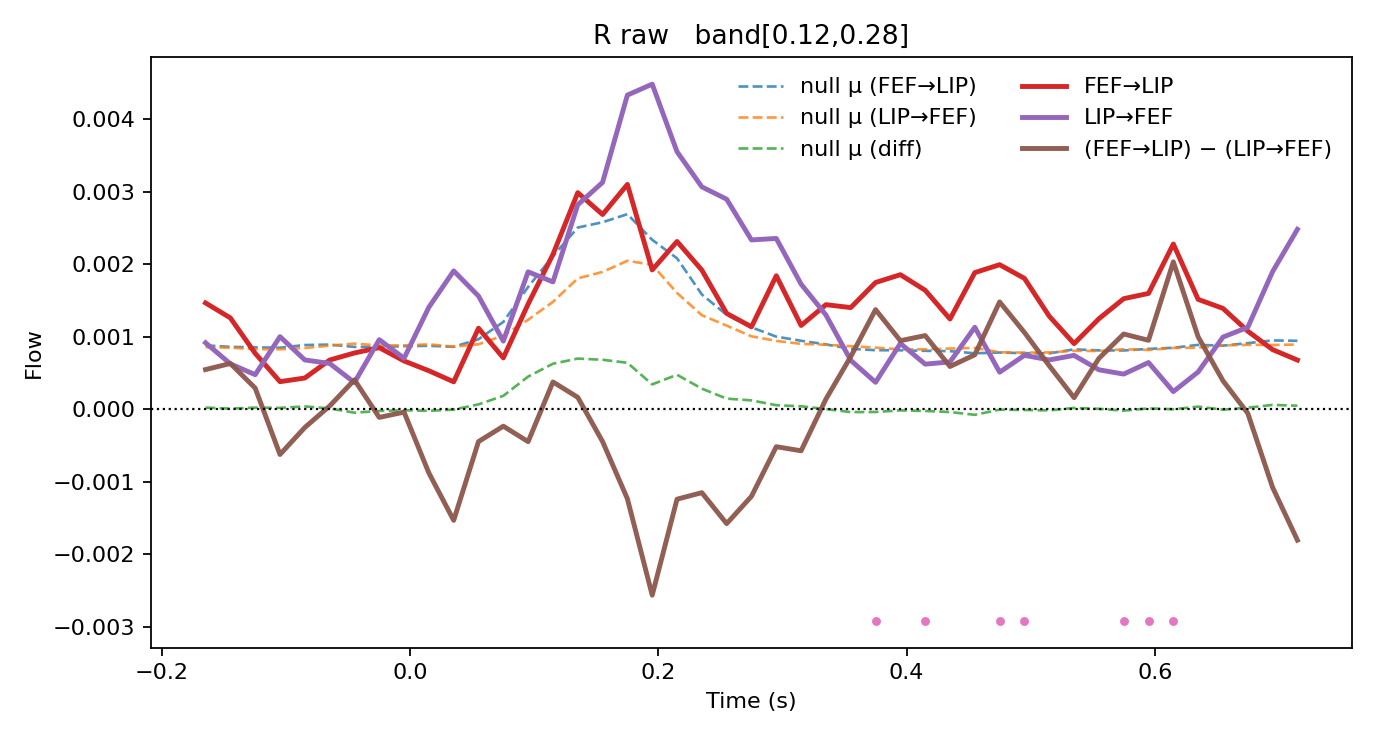 R raw   band[0.12,0.28]
null μ (FEF→LIP)
null μ (LIP→FEF)
null μ (diff)
FEF→LIP
LIP→FEF
(FEF→LIP) − (LIP→FEF)
Flow
0.004
0.003
0.002
0.001
0.000
−0.001
−0.002
−0.003
−0.2
0.0
0.2
0.4
0.6
Time (s)